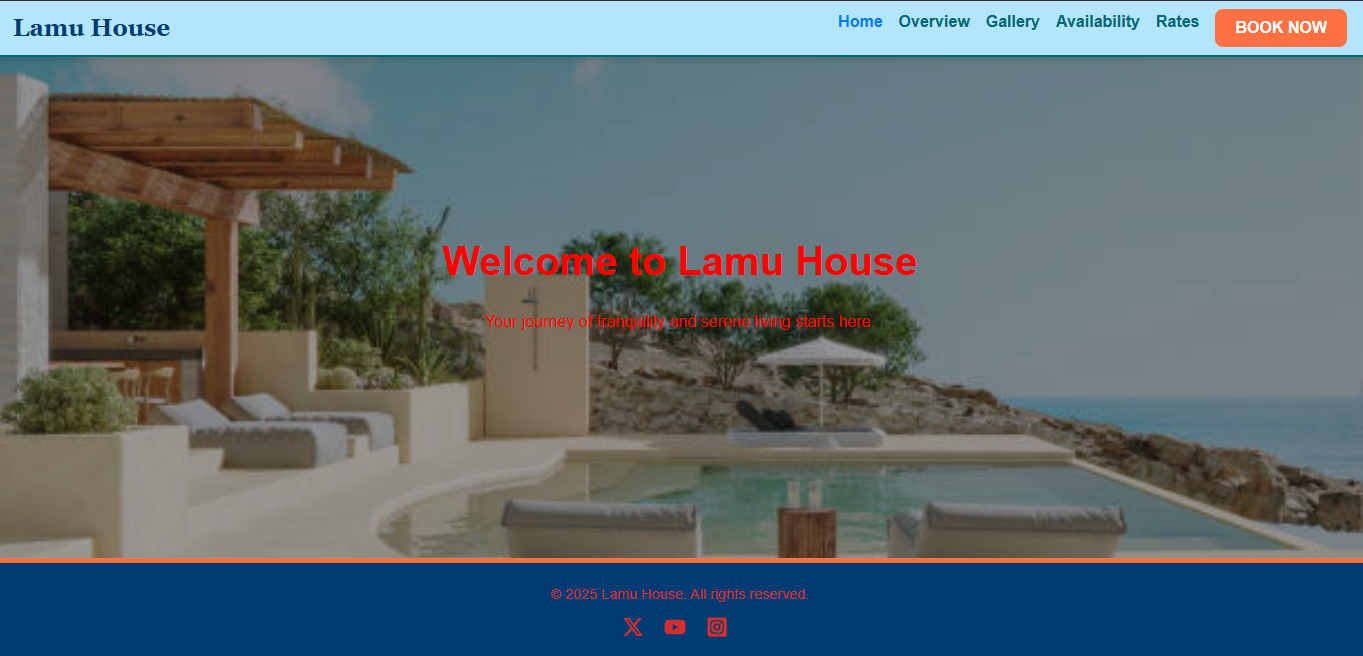 Lamu House
Home Overview Gallery Availability Rates BOOK NOW
Welcome to Lamu House
Your journey of tranquility and serene living starts here.
© 2025 Lamu House. All rights reserved.